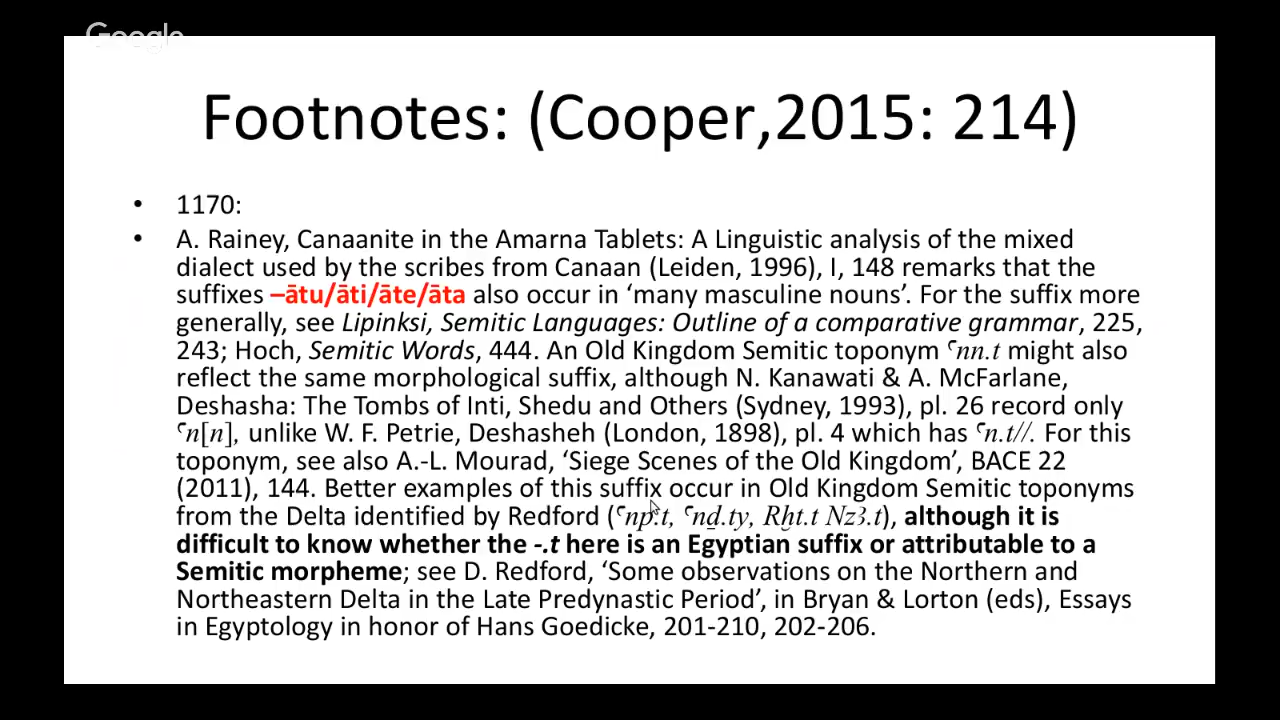 Google
Footnotes: (Cooper,2015: 214)
• 1170:
• A. Rainey, Canaanite in the Amarna Tablets: A Linguistic analysis of the mixed
dialect used by the scribes from Canaan (Leiden, 1996), I, 148 remarks that the
suffixes –ātu/āti/āte/āta also occur in ‘many masculine nouns’. For the suffix more
generally, see Lipinksi, Semitic Languages: Outline of a comparative grammar, 225,
243; Hoch, Semitic Words, 444. An Old Kingdom Semitic toponym ꜥnn.t might also
reflect the same morphological suffix, although N. Kanawati & A. McFarlane,
Deshasha: The Tombs of Inti, Shedu and Others (Sydney, 1993), pl. 26 record only
ꜥn[n], unlike W. F. Petrie, Deshasheh (London, 1898), pl. 4 which has ꜥn.t//. For this
toponym, see also A.-L. Mourad, ‘Siege Scenes of the Old Kingdom’, BACE 22
(2011), 144. Better examples of this suffix occur in Old Kingdom Semitic toponyms
from the Delta identified by Redford (ꜥnp.t, ꜥnḏ.ty, Rḫt.t Nzꜣ.t), although it is
difficult to know whether the -.t here is an Egyptian suffix or attributable to a
Semitic morpheme; see D. Redford, ‘Some observations on the Northern and
Northeastern Delta in the Late Predynastic Period’, in Bryan & Lorton (eds), Essays
in Egyptology in honor of Hans Goedicke, 201-210, 202-206.